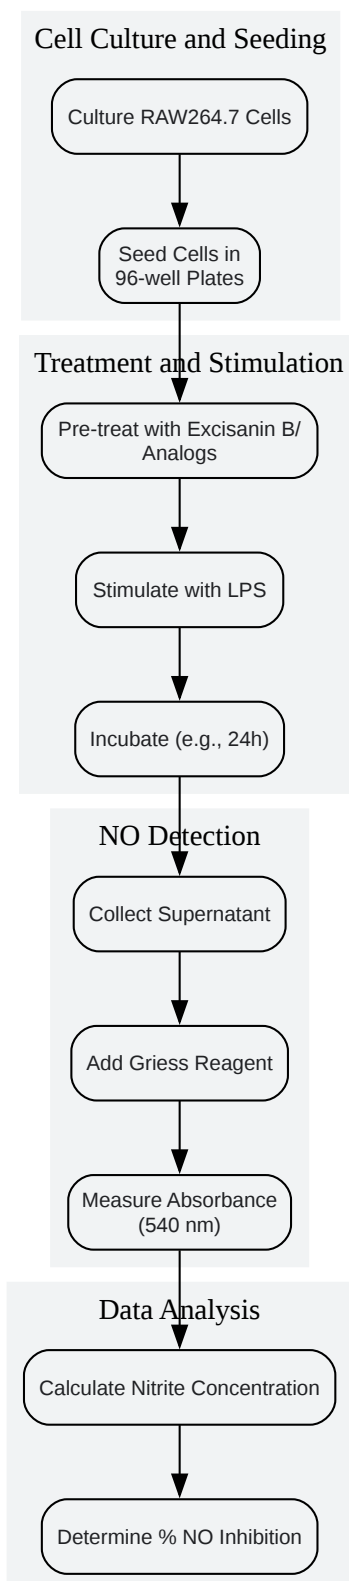 Cell Culture and Seeding
Culture RAW264.7 Cells
Seed Cells in
96-well Plates
Treatment and Stimulation
Pre-treat with Excisanin B/
Analogs
Stimulate with LPS
Incubate (e.g., 24h)
NO Detection
Collect Supernatant
Add Griess Reagent
Measure Absorbance
(540 nm)
Data Analysis
Calculate Nitrite Concentration
Determine % NO Inhibition